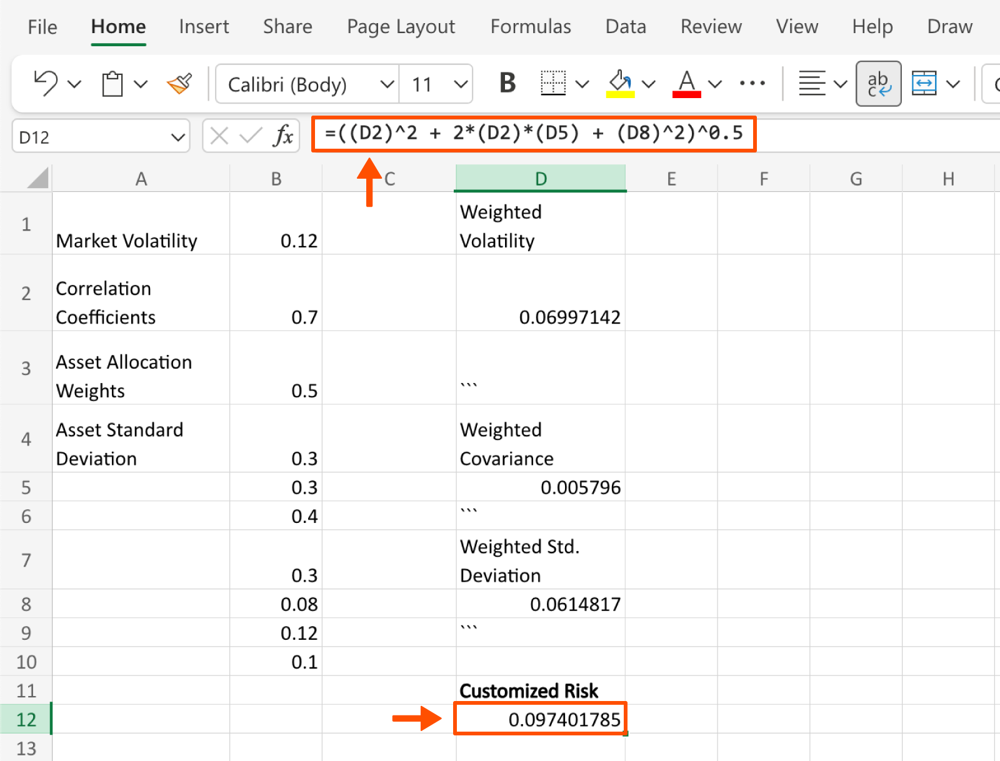 File Home Insert Share Page Layout Formulas Data Review View Help Draw
Calibri (Body) 11 B A ab c
D12 fx =((D2)^2 + 2*(D2)*(D5) + (D8)^2)^0.5
A B C D E F G H
1 Market Volatility 0.12 Weighted
Volatility
2 Correlation
Coefficients 0.7 0.06997142
3 Asset Allocation
Weights 0.5 ```
4 Asset Standard
Deviation 0.3 Weighted
Covariance
5 0.3 0.005796
6 0.4 ```
7 0.3 Weighted Std.
Deviation
8 0.08 0.0614817
9 0.12 ```
10 0.1
11 Customized Risk
12 0.097401785
13